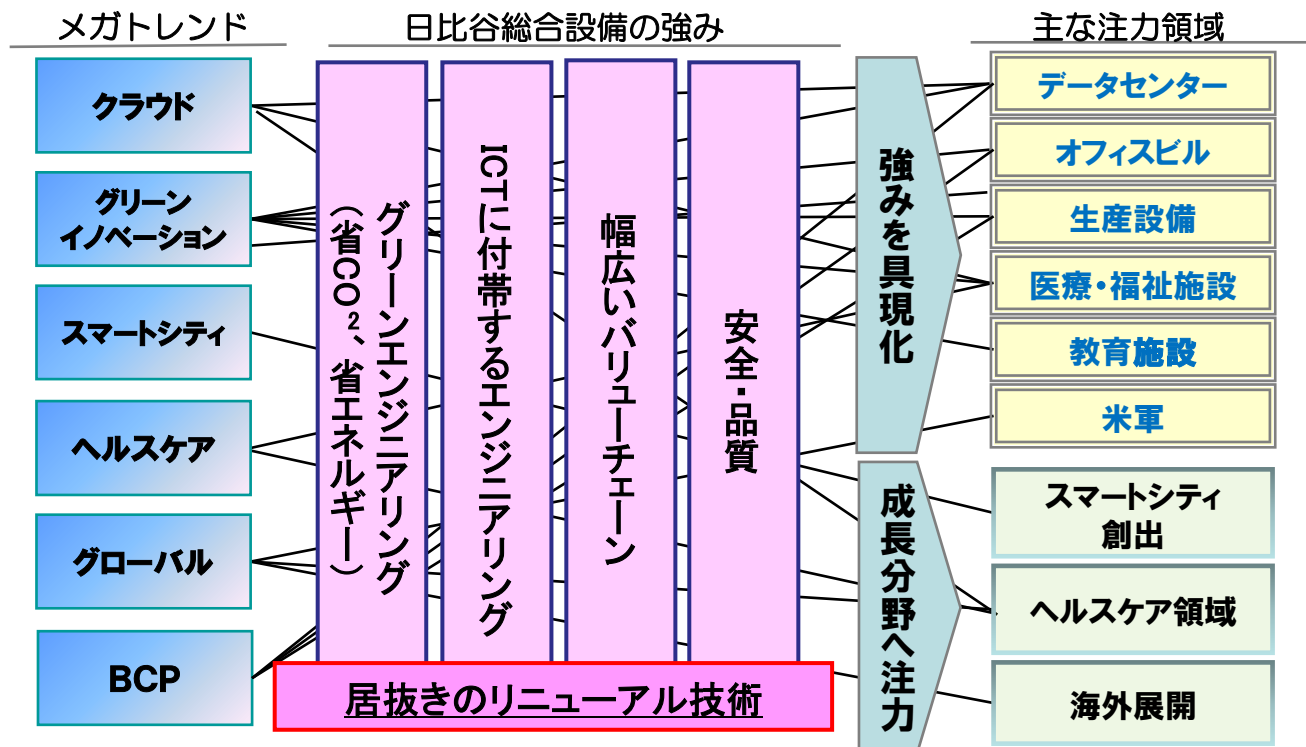 メガトレンド
クラウド
グリーン
イノベーション
スマートシティ
ヘルスケア
グローバル
BCP
日比谷総合設備の強み
グリーンエンジニアリング
（省CO²、省エネルギー）
ICTに付帯するエンジニアリング
幅広いバリューチェーン
安全・品質
居抜きのリニューアル技術
強みを具現化
成長分野へ注力
主な注力領域
データセンター
オフィスビル
生産設備
医療・福祉施設
教育施設
米軍
スマートシティ
創出
ヘルスケア領域
海外展開